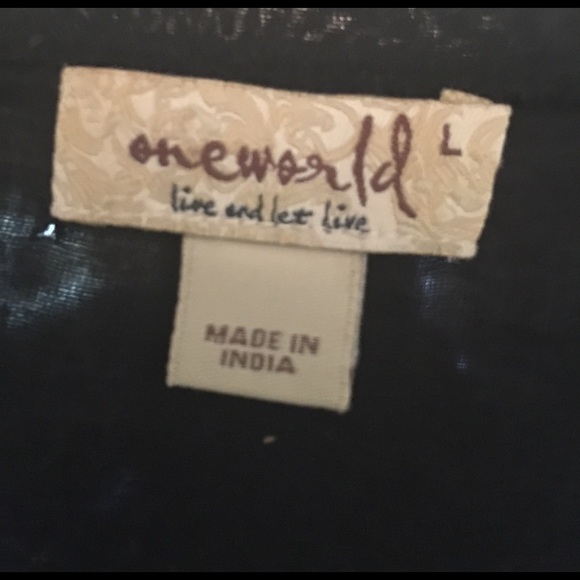 oneworld L
live and let live
MADE IN
INDIA